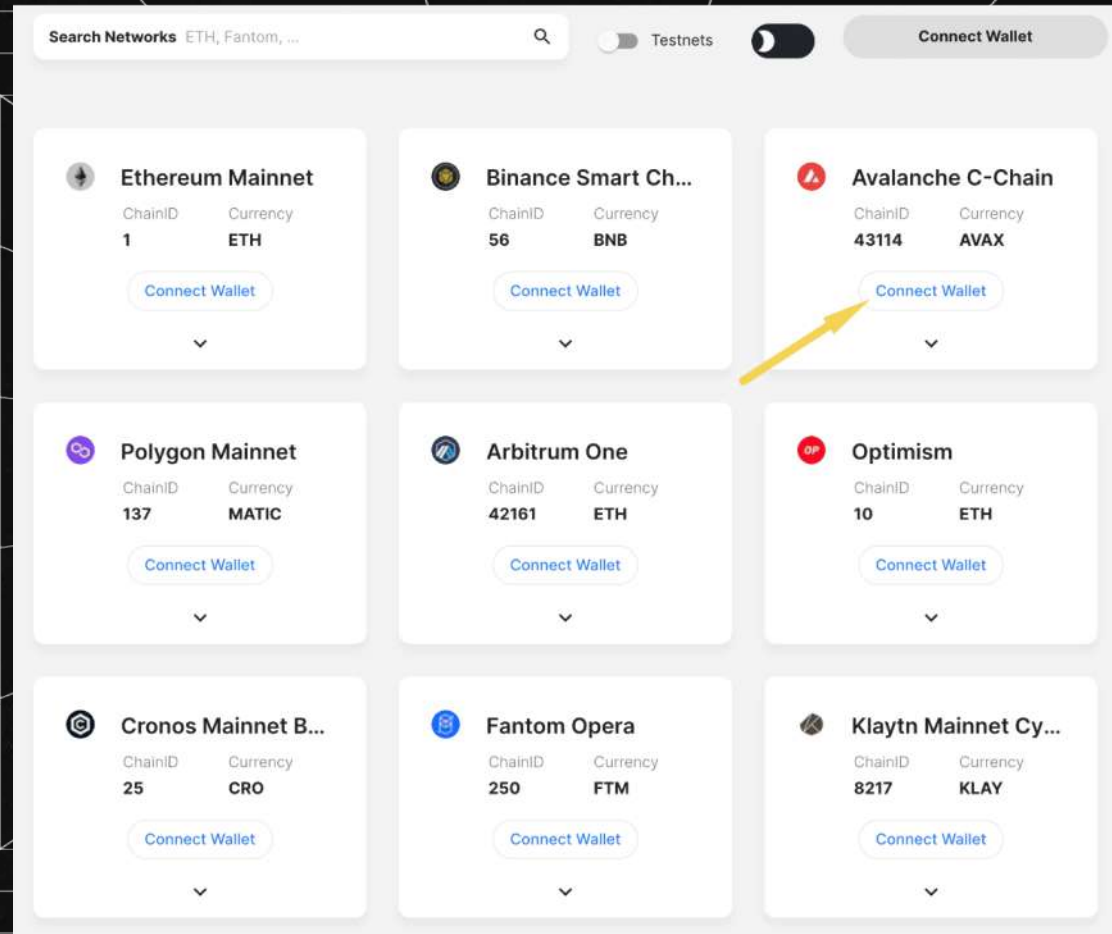 Search Networks ETH, Fantom, ...
Testnets
Connect Wallet
Ethereum Mainnet
ChainID Currency
1 ETH
Connect Wallet
Binance Smart Ch...
ChainID Currency
56 BNB
Connect Wallet
Avalanche C-Chain
ChainID Currency
43114 AVAX
Connect Wallet
Polygon Mainnet
ChainID Currency
137 MATIC
Connect Wallet
Arbitrum One
ChainID Currency
42161 ETH
Connect Wallet
OP
Optimism
ChainID Currency
10 ETH
Connect Wallet
Cronos Mainnet B...
ChainID Currency
25 CRO
Connect Wallet
Fantom Opera
ChainID Currency
250 FTM
Connect Wallet
Klaytn Mainnet Cy...
ChainID Currency
8217 KLAY
Connect Wallet